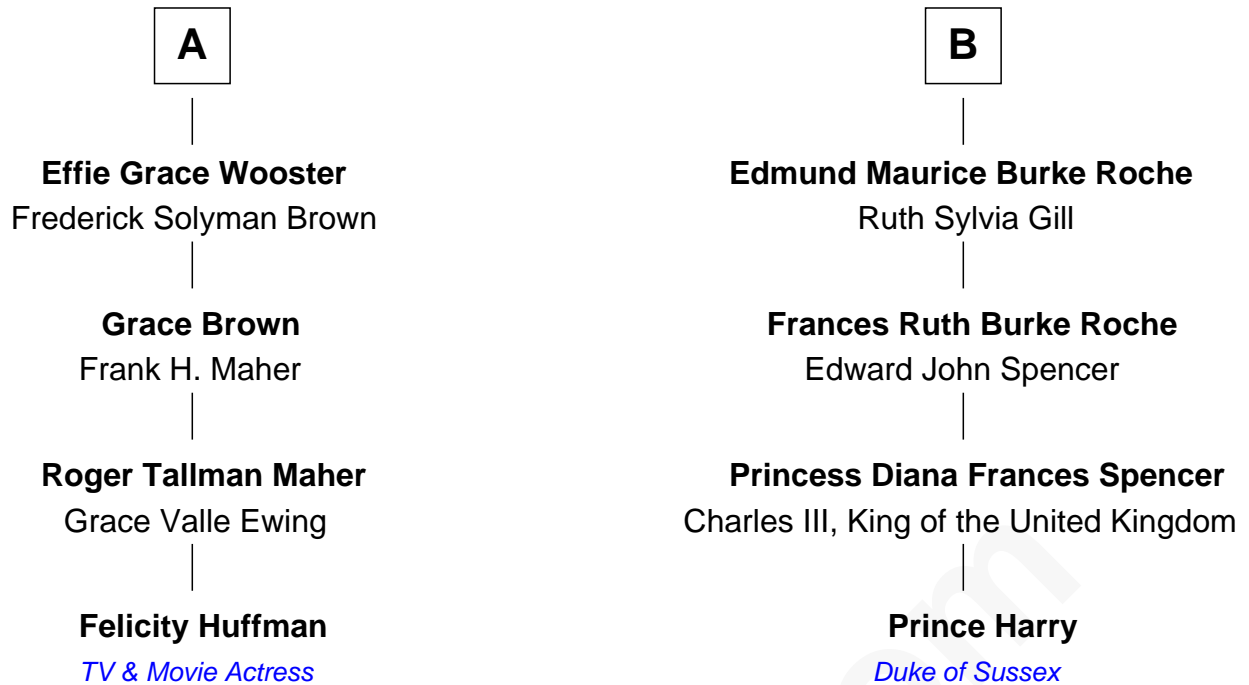 A
B
Effie Grace Wooster
Frederick Solyman Brown
Edmund Maurice Burke Roche
Ruth Sylvia Gill
Grace Brown
Frank H. Maher
Frances Ruth Burke Roche
Edward John Spencer
Roger Tallman Maher
Grace Valle Ewing
Princess Diana Frances Spencer
Charles III, King of the United Kingdom
Felicity Huffman
TV & Movie Actress
Prince Harry
Duke of Sussex